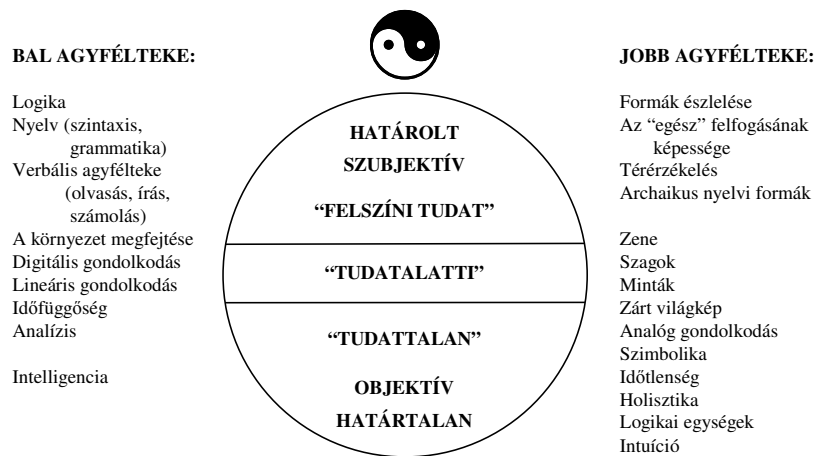 BAL AGYFÉLTEKE:
Logika
Nyelv (szintaxis,
grammatika)
Verbális agyfélteke
(olvasás, írás,
számolás)
A környezet megfejtése
Digitális gondolkodás
Lineáris gondolkodás
Időfüggőség
Analízis
Intelligencia
HATÁROLT
SZUBJEKTÍV
“FELSZÍNI TUDAT”
“TUDATALATTI”
“TUDATTALAN”
OBJEKTÍV
HATÁRTALAN
JOBB AGYFÉLTEKE:
Formák észlelése
Az “egész” felfogásának
képessége
Térérzékelés
Archaikus nyelvi formák
Zene
Szagok
Minták
Zárt világkép
Analóg gondolkodás
Szimbolika
Időtlenség
Holisztika
Logikai egységek
Intuíció